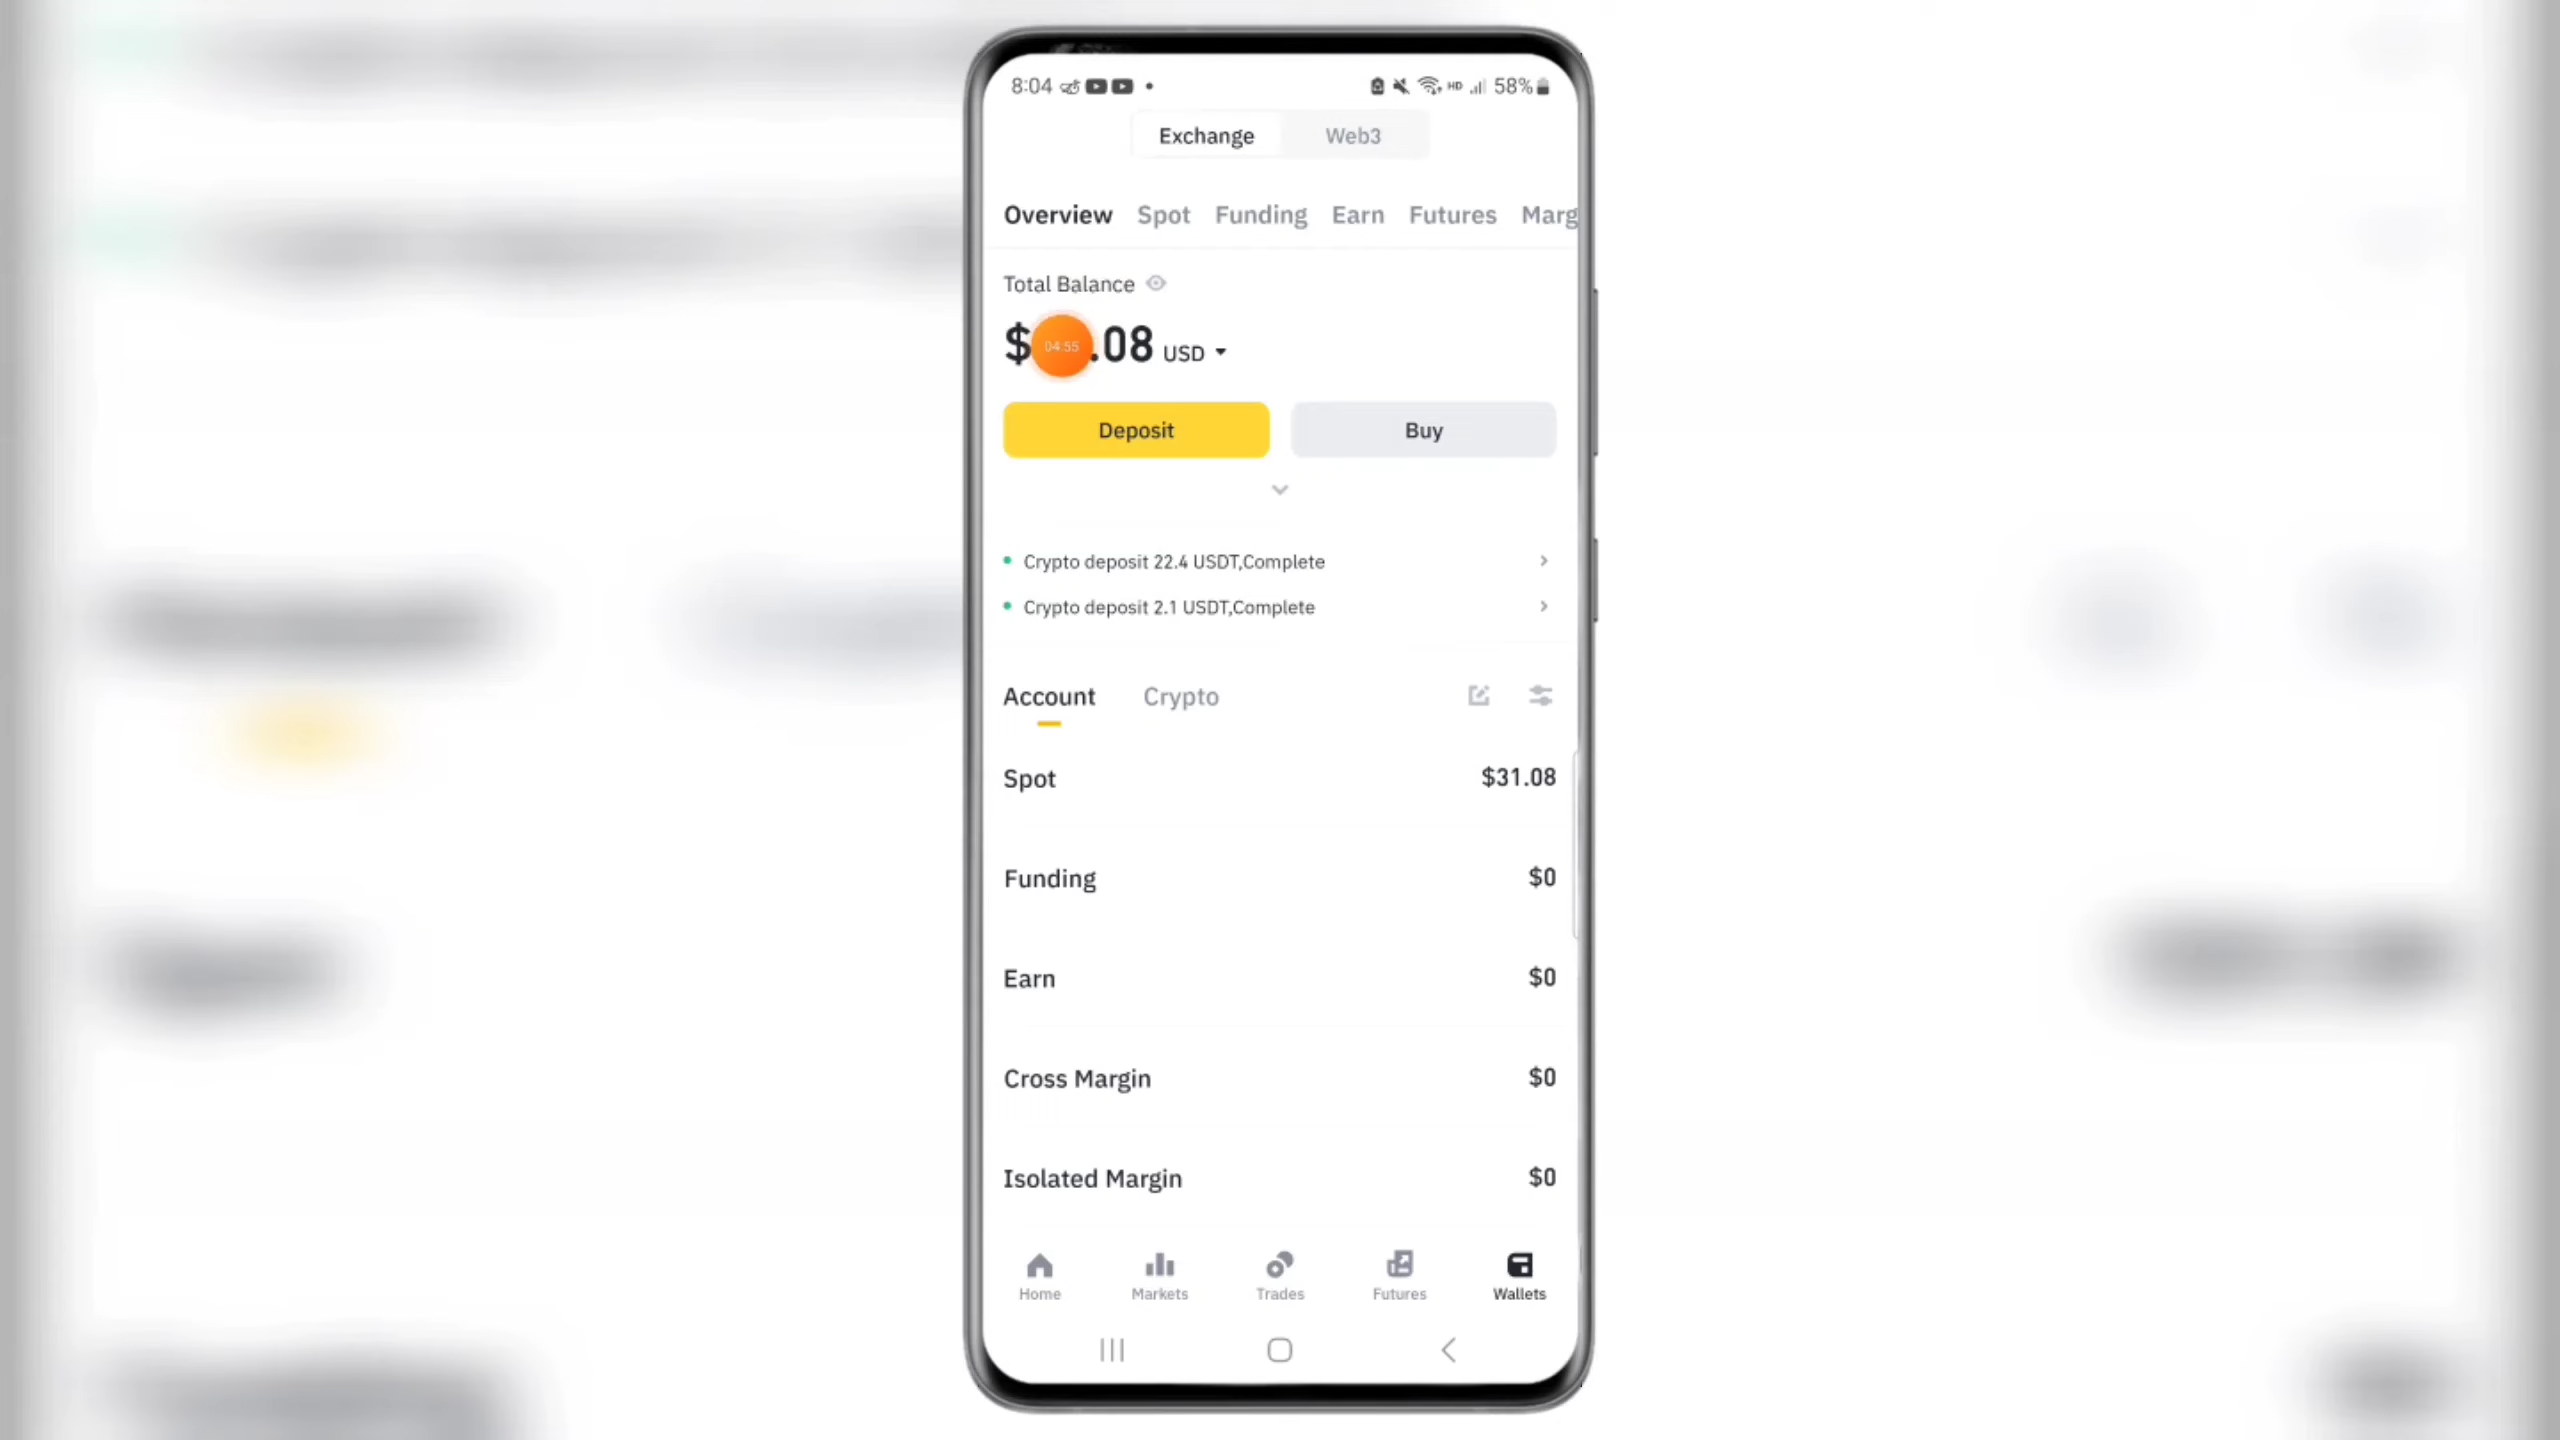 8:04 HD 58%
Exchange Web3
Overview Spot Funding Earn Futures Marg
Total Balance
$ .08 USD
04:55
Deposit Buy
Crypto deposit 22.4 USDT,Complete
Crypto deposit 2.1 USDT,Complete
Account Crypto
Spot $31.08
Funding $0
Earn $0
Cross Margin $0
Isolated Margin $0
Home Markets Trades Futures Wallets